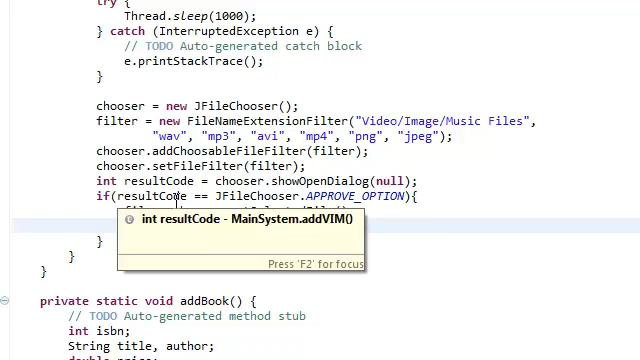 try {
Thread.sleep(1000);
} catch (InterruptedException e) {
// TODO Auto-generated catch block
e.printStackTrace();
}
chooser = new JFileChooser();
filter = new FileNameExtensionFilter("Video/Image/Music Files",
"wav", "mp3", "avi", "mp4", "png", "jpeg");
chooser.addChoosableFileFilter(filter);
chooser.setFileFilter(filter);
int resultCode = chooser.showOpenDialog(null);
if(resultCode == JFileChooser.APPROVE_OPTION){
int resultCode - MainSystem.addVIM()
Press 'F2' for focus
}
}
}
private static void addBook() {
// TODO Auto-generated method stub
int isbn;
String title, author;
double price;